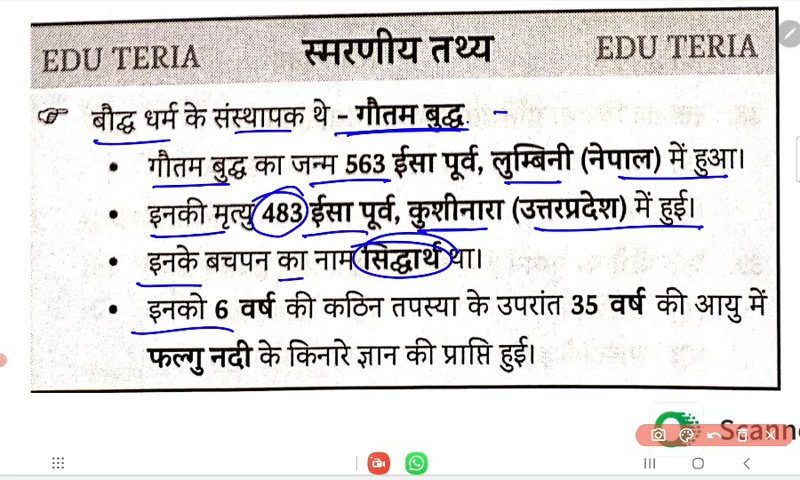 EDU TERIA स्मरणीय तथ्य EDU TERIA
☞ बौद्ध धर्म के संस्थापक थे – गौतम बुद्ध.
• गौतम बुद्ध का जन्म 563 ईसा पूर्व, लुम्बिनी (नेपाल) में हुआ।
• इनकी मृत्यु 483 ईसा पूर्व, कुशीनारा (उत्तरप्रदेश) में हुई।
• इनके बचपन का नाम सिद्धार्थ था।
• इनको 6 वर्ष की कठिन तपस्या के उपरांत 35 वर्ष की आयु में
फल्गु नदी के किनारे ज्ञान की प्राप्ति हुई।